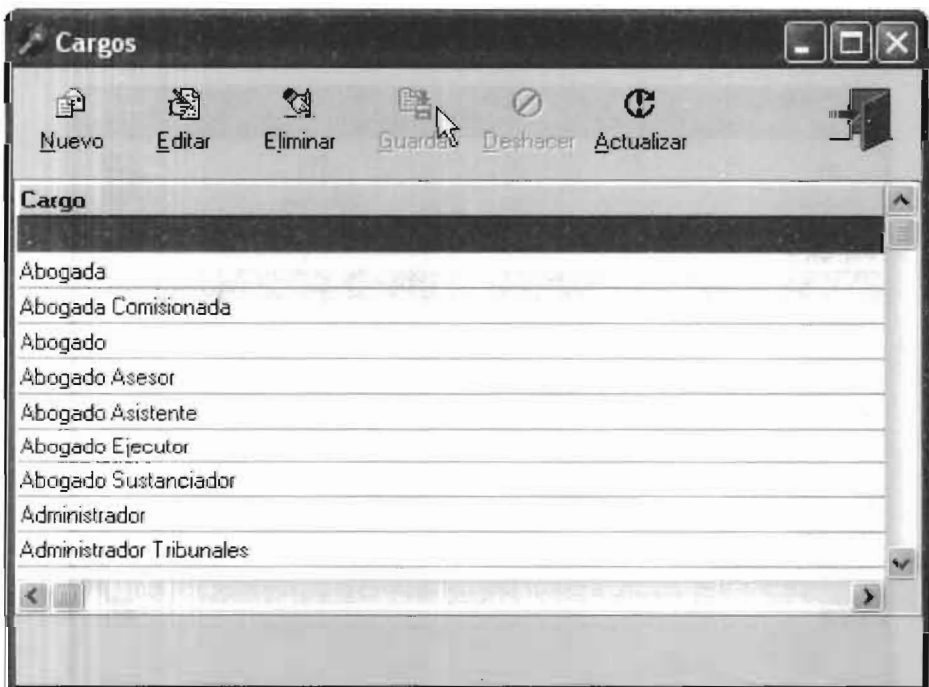 Cargos
Nuevo Editar Eliminar Guardar Deshacer Actualizar
Cargo
Abogada
Abogada Comisionada
Abogado
Abogado Asesor
Abogado Asistente
Abogado Ejecutor
Abogado Sustanciador
Administrador
Administrador Tribunales